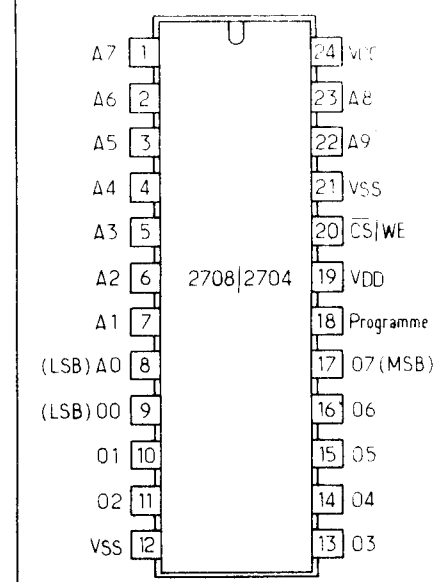 A7 1 24 VCC
A6 2 23 A8
A5 3 22 A9
A4 4 21 VSS
A3 5 20 C̅S̅|WE
A2 6 2708|2704 19 VDD
A1 7 18 Programme
(LSB) A0 8 17 07 (MSB)
(LSB) 00 9 16 06
01 10 15 05
02 11 14 04
VSS 12 13 03